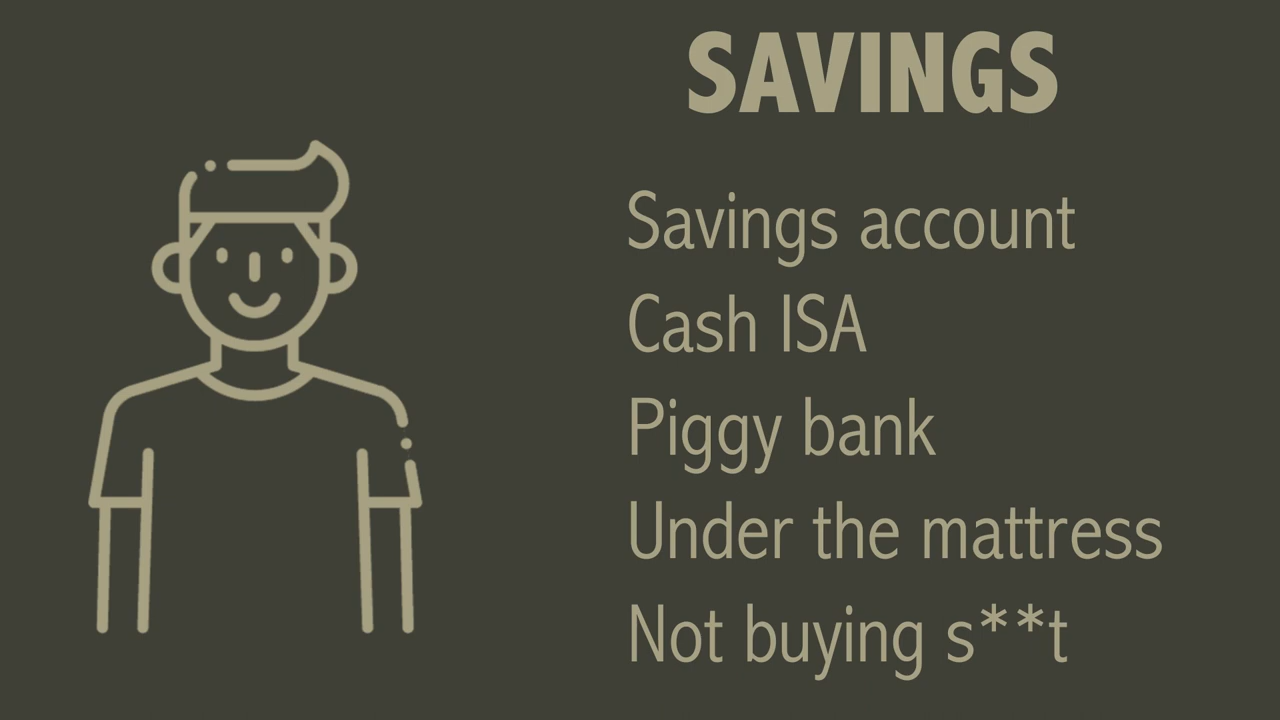 SAVINGS
Savings account
Cash ISA
Piggy bank
Under the mattress
Not buying s**t